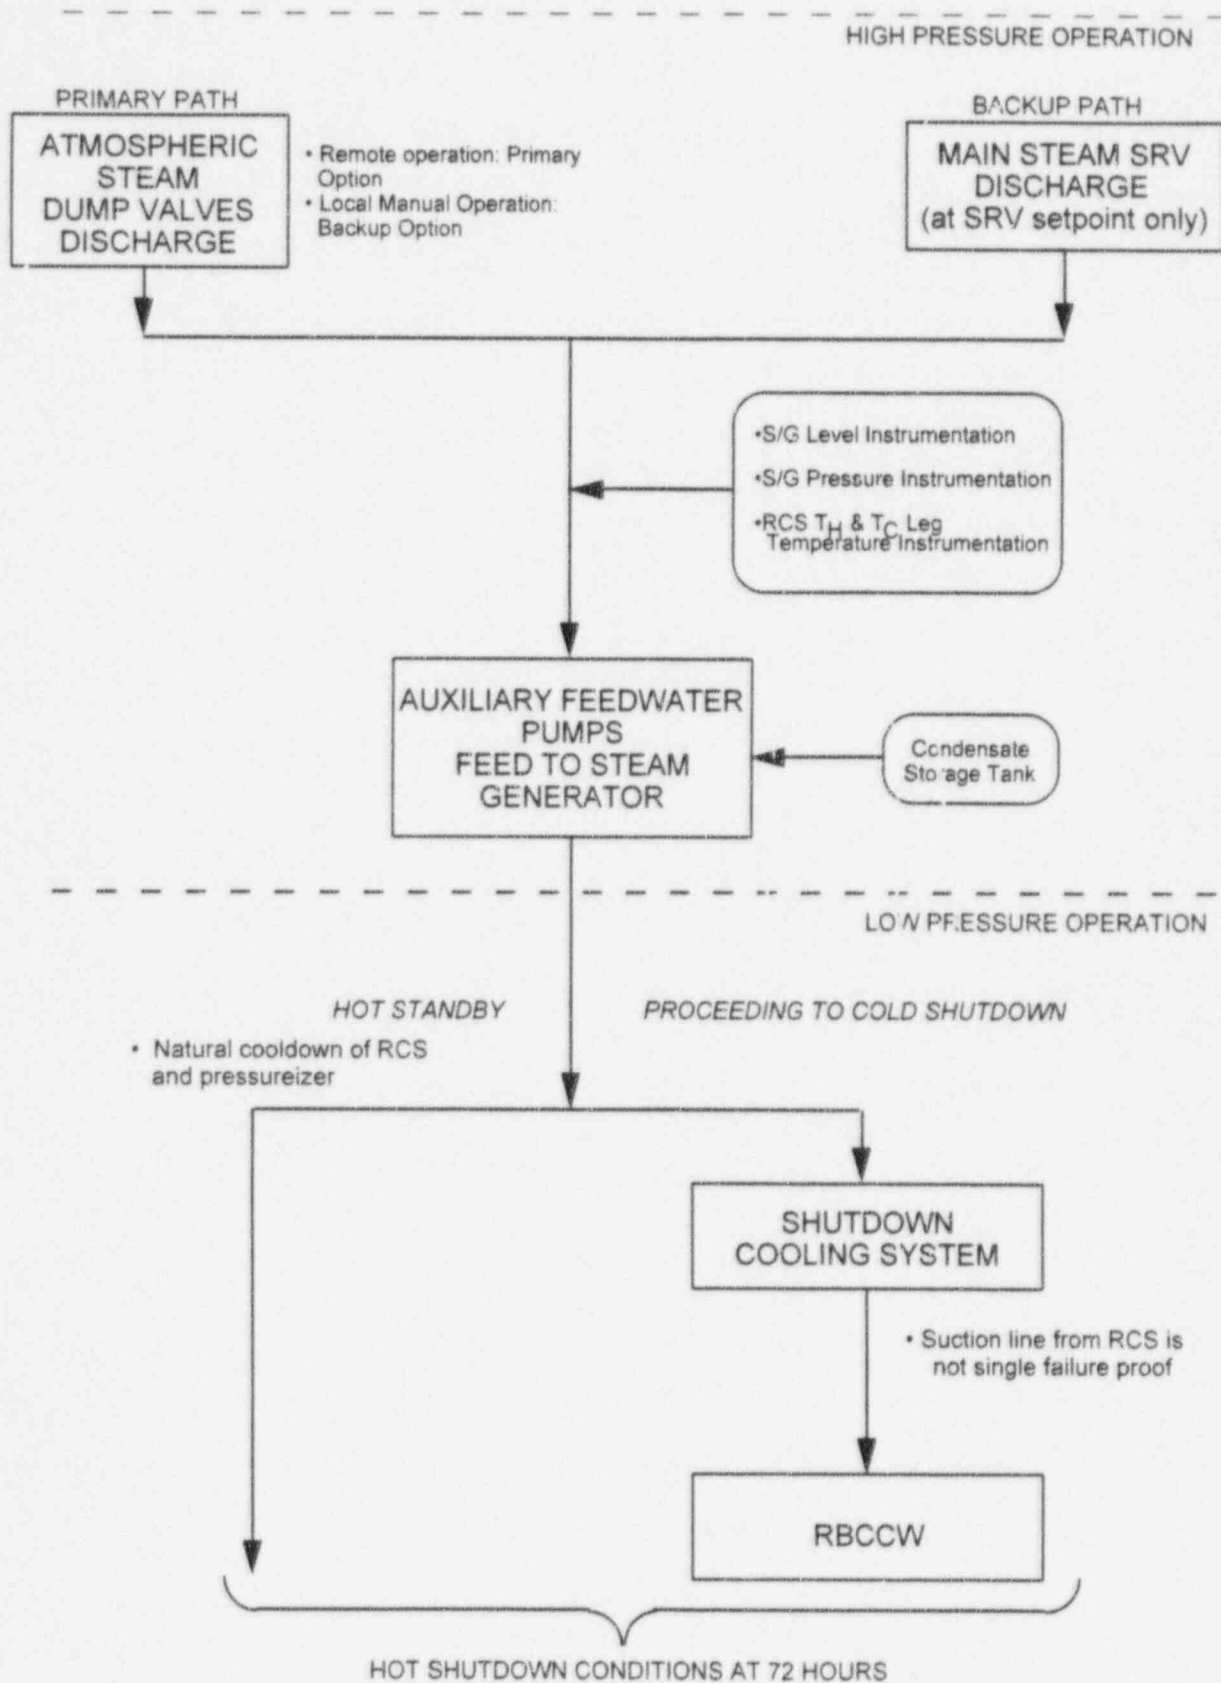 HIGH PRESSURE OPERATION
PRIMARY PATH
ATMOSPHERIC
STEAM
DUMP VALVES
DISCHARGE
• Remote operation: Primary
Option
• Local Manual Operation:
Backup Option
BACKUP PATH
MAIN STEAM SRV
DISCHARGE
(at SRV setpoint only)
•S/G Level Instrumentation
•S/G Pressure Instrumentation
•RCS TH & TC Leg
Temperature Instrumentation
AUXILIARY FEEDWATER
PUMPS
FEED TO STEAM
GENERATOR
Condensate
Storage Tank
LOW PRESSURE OPERATION
HOT STANDBY
PROCEEDING TO COLD SHUTDOWN
• Natural cooldown of RCS
and pressureizer
SHUTDOWN
COOLING SYSTEM
• Suction line from RCS is
not single failure proof
RBCCW
HOT SHUTDOWN CONDITIONS AT 72 HOURS